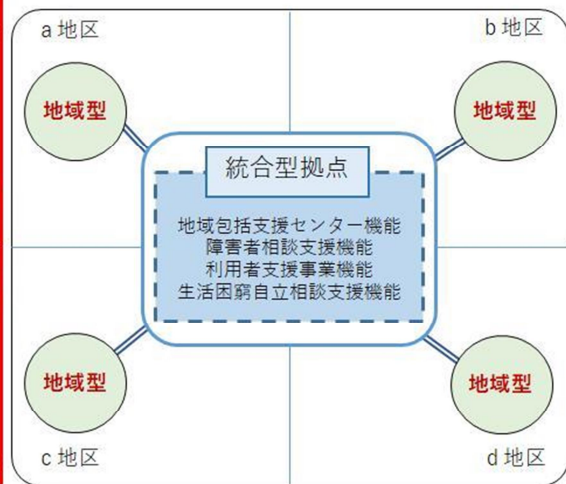 a 地区
b 地区
地域型
地域型
統合型拠点
地域包括支援センター機能
障害者相談支援機能
利用者支援事業機能
生活困窮自立相談支援機能
地域型
地域型
c 地区
d 地区